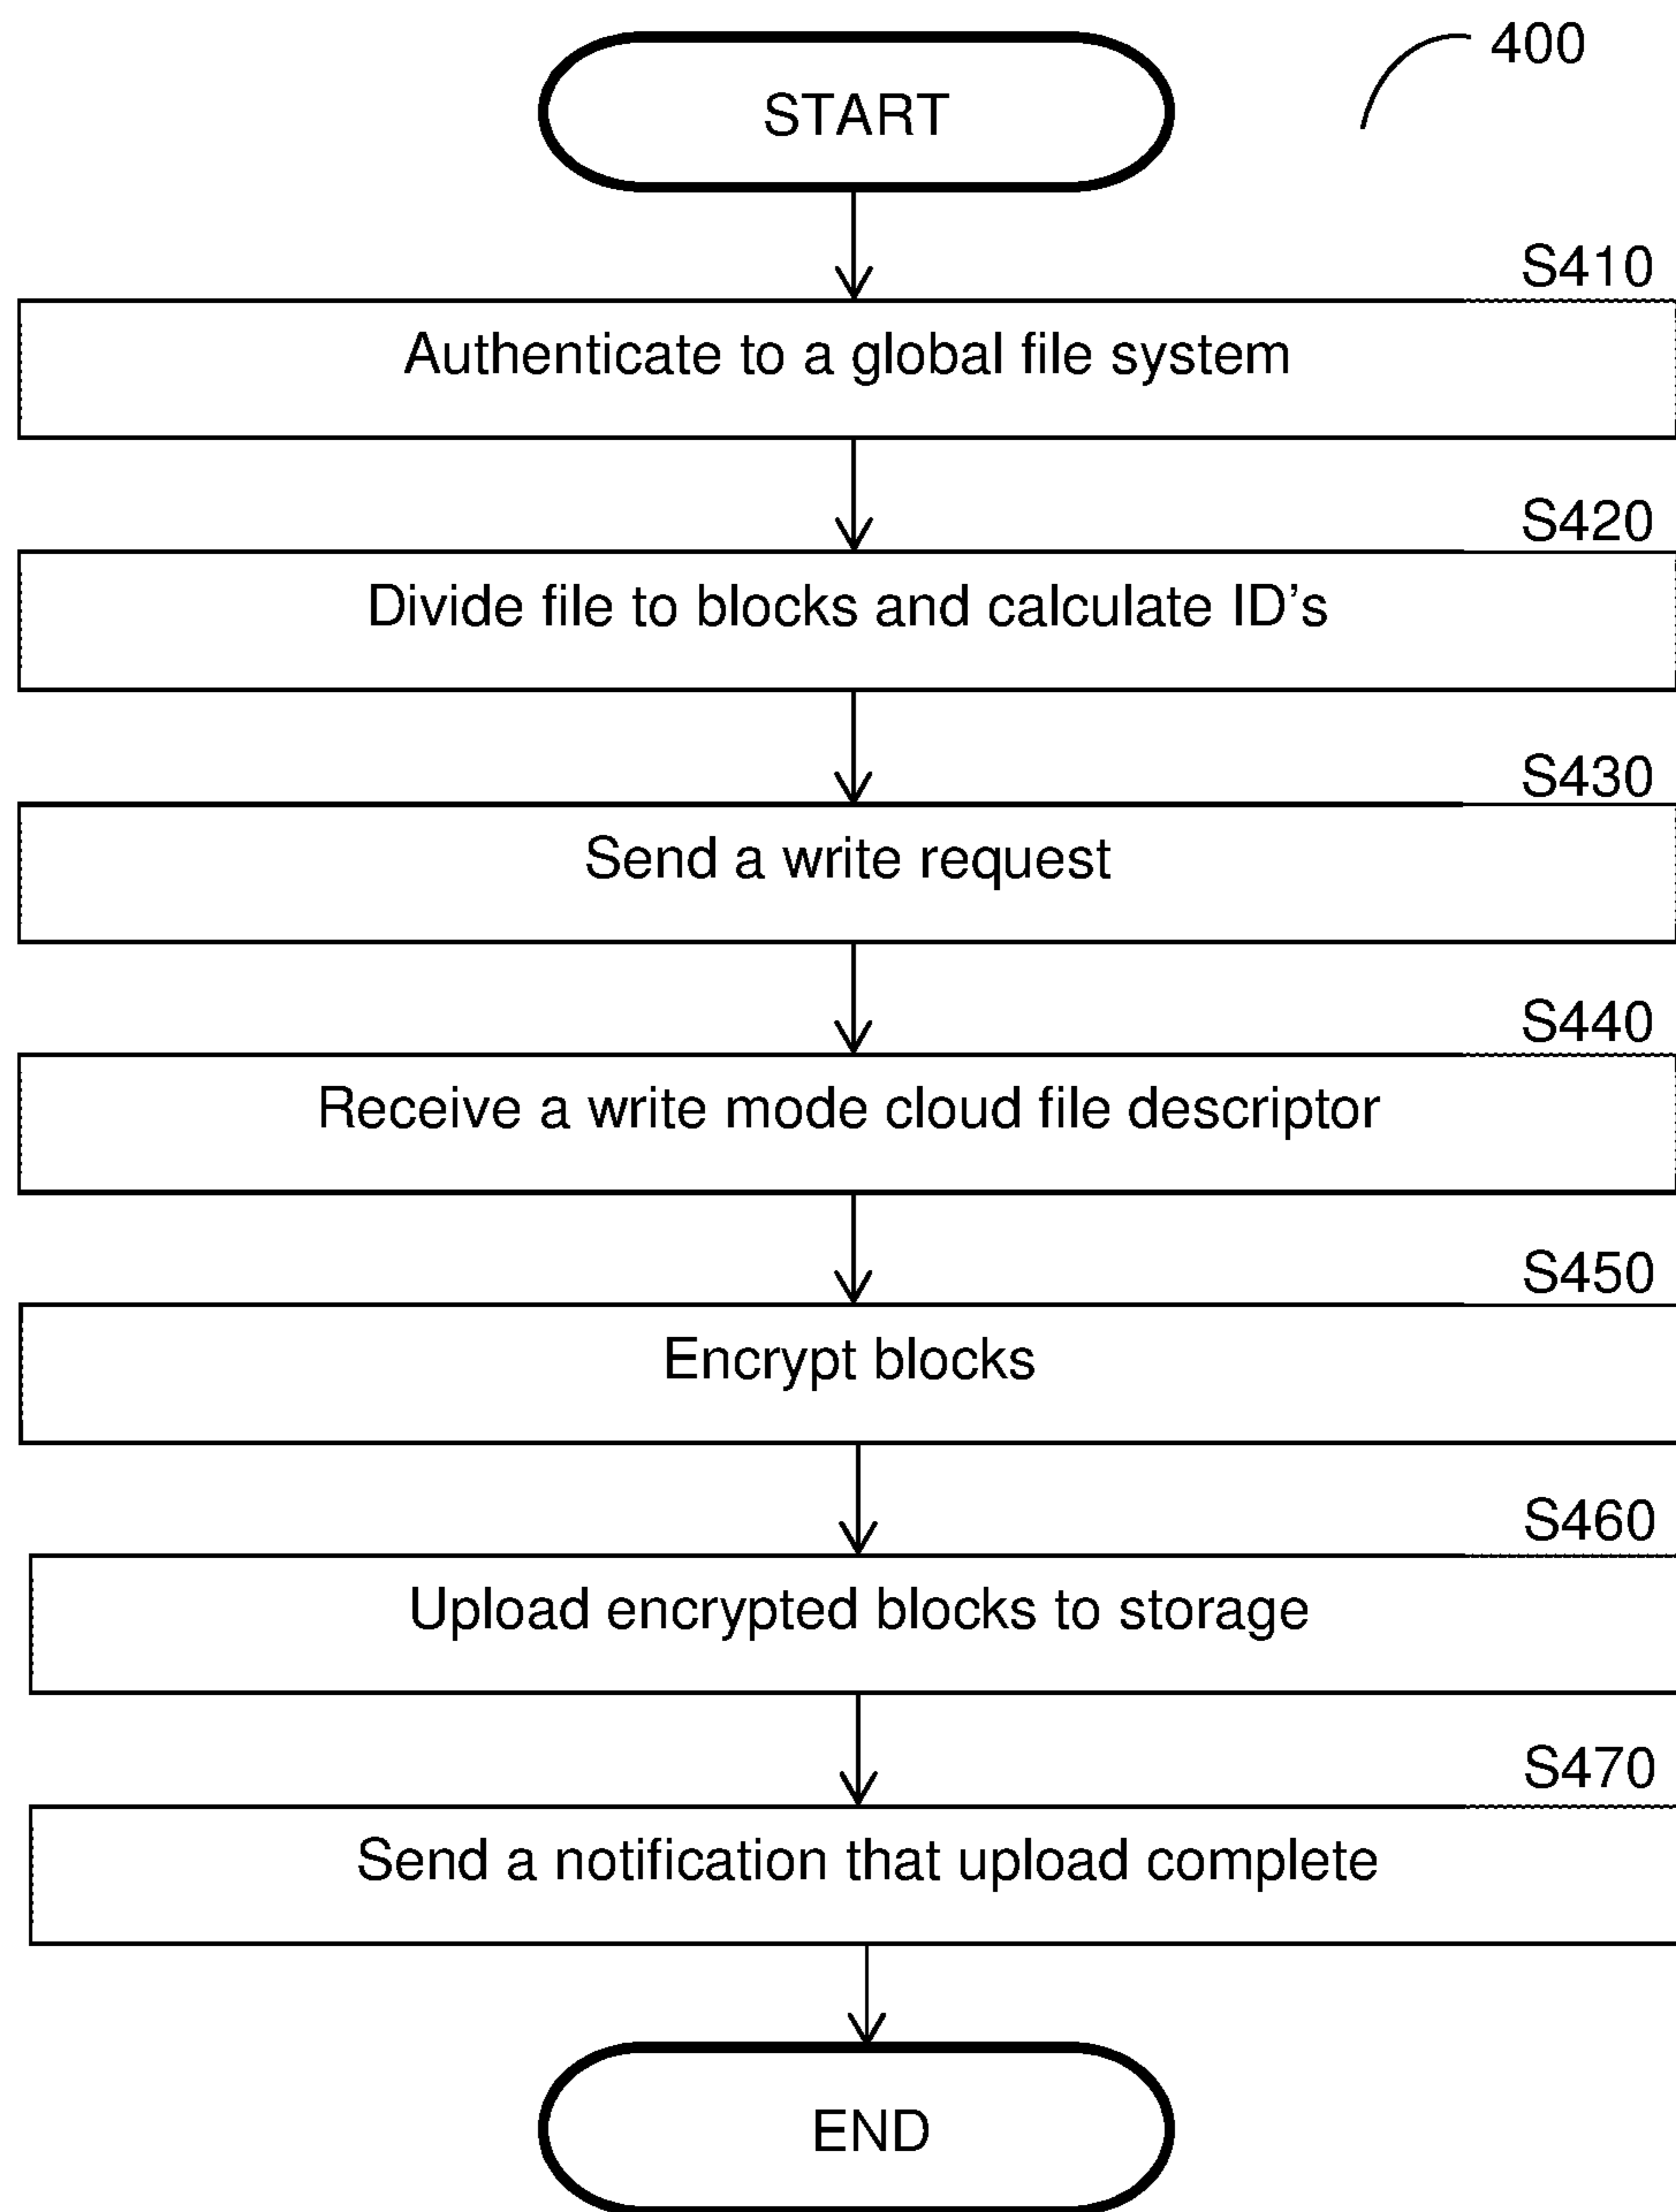 START
400
S410
Authenticate to a global file system
S420
Divide file to blocks and calculate ID's
S430
Send a write request
S440
Receive a write mode cloud file descriptor
S450
Encrypt blocks
S460
Upload encrypted blocks to storage
S470
Send a notification that upload complete
END